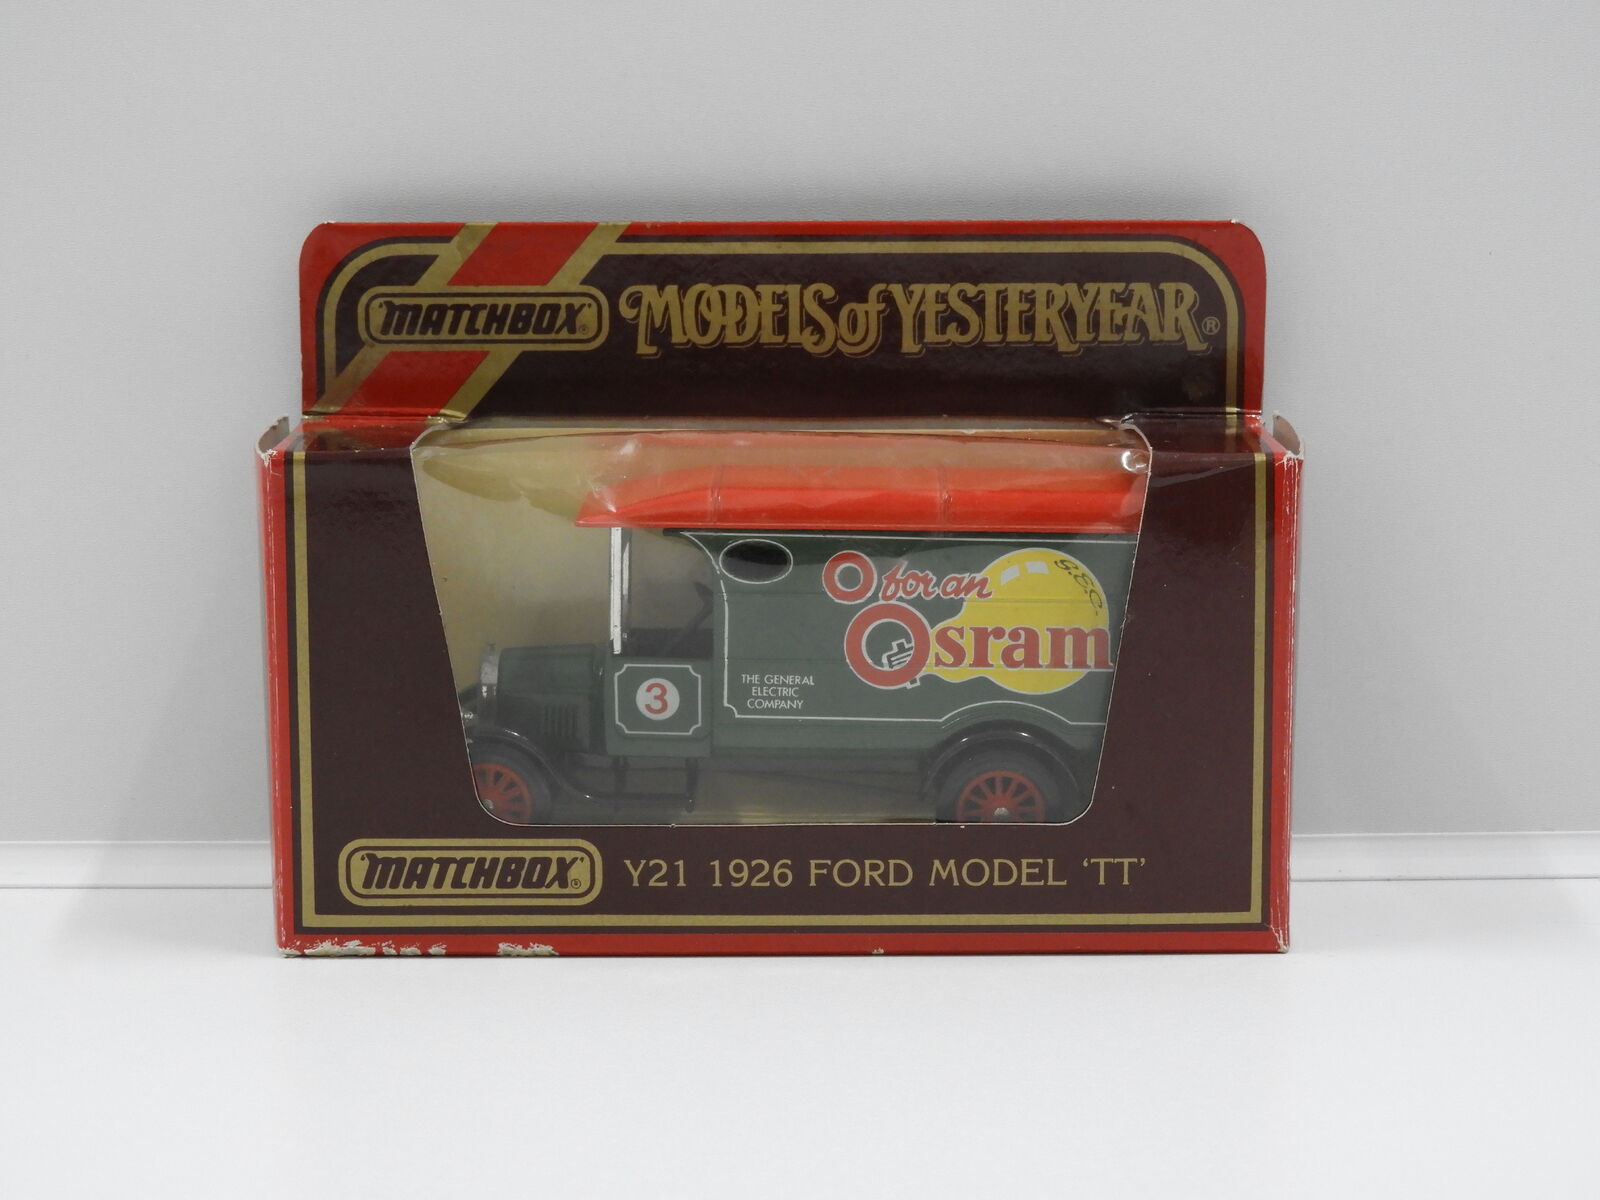 MATCHBOX® MODELS of YESTERYEAR®
G.E.C.
O for an
Osram
THE GENERAL
ELECTRIC
COMPANY
3
MATCHBOX® Y21 1926 FORD MODEL ‘TT’